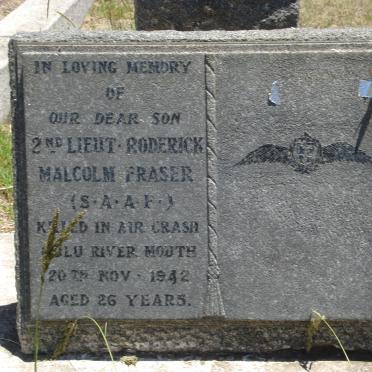 IN LOVING MEMORY
OF
OUR DEAR SON
2ND LIEUT. RODERICK
MALCOLM FRASER
(S.A.A.F.)
KILLED IN AIR CRASH
RIVER MOUTH
20TH NOV. 1942
AGED 26 YEARS.